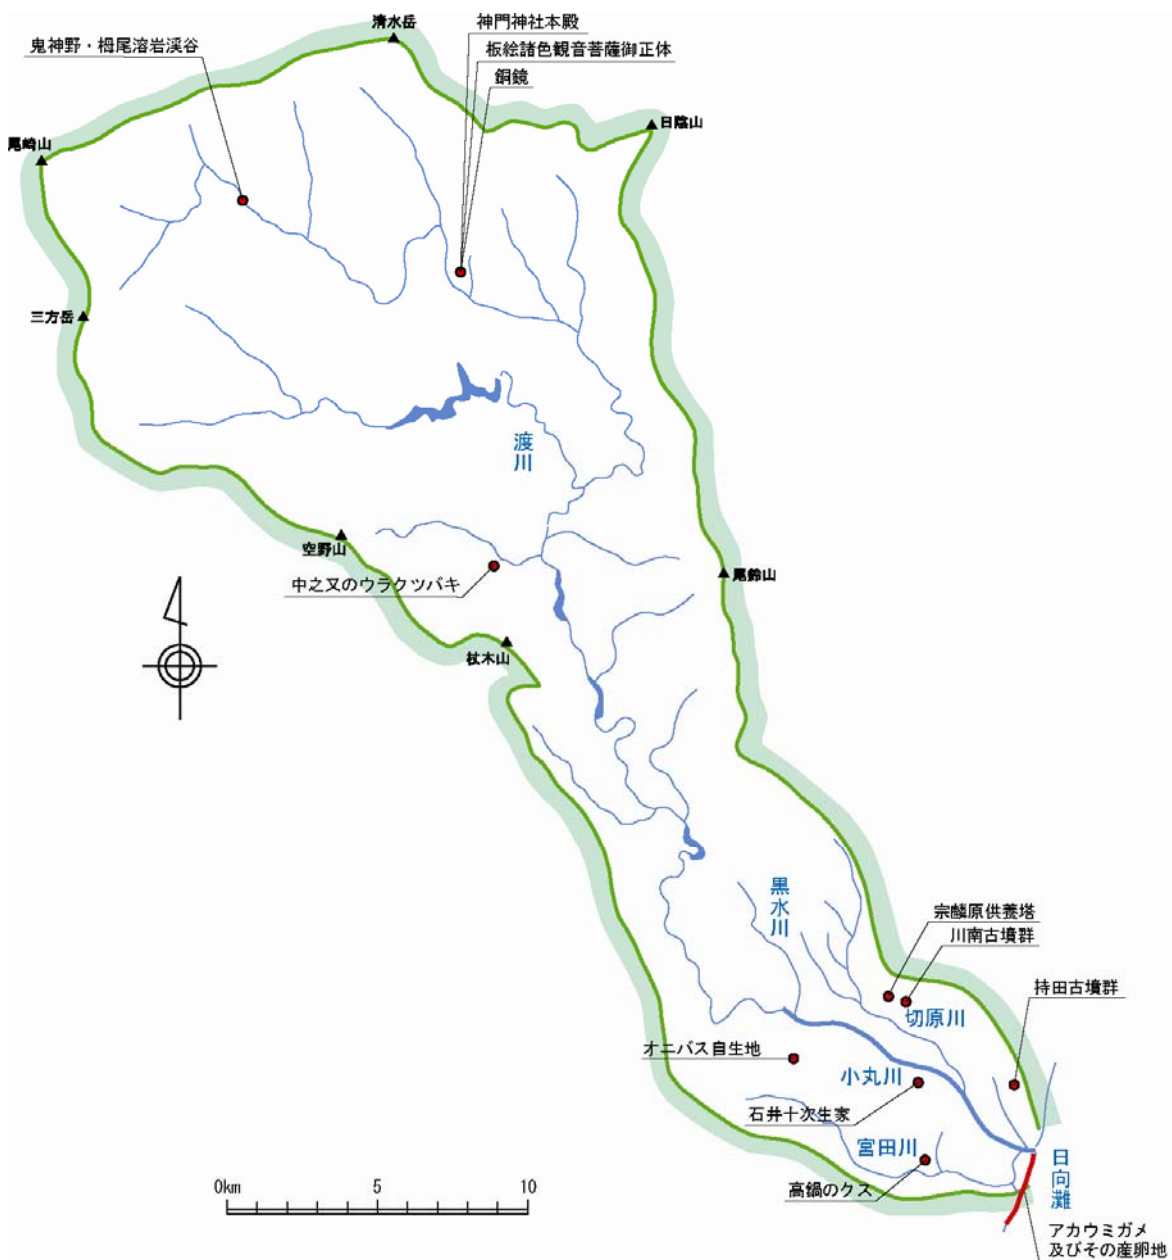 清水岳
神門神社本殿
板絵諸色観音菩薩御正体
銅鏡
鬼神野・栂尾溶岩渓谷
日陰山
尾崎山
三方岳
渡川
空野山
中之又のウラクツバキ
尾鈴山
杖木山
黒水川
宗麟原供養塔
川南古墳群
持田古墳群
切原川
オニバス自生地
小丸川
石井十次生家
宮田川
高鍋のクス
日向灘
0km 5 10
アカウミガメ
及びその産卵地